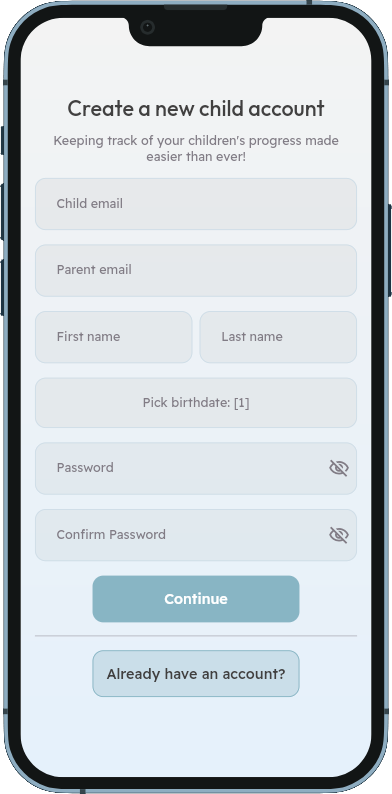 Create a new child account
Keeping track of your children's progress made
easier than ever!
Child email
Parent email
First name
Last name
Pick birthdate: [1]
Password
Confirm Password
Continue
Already have an account?